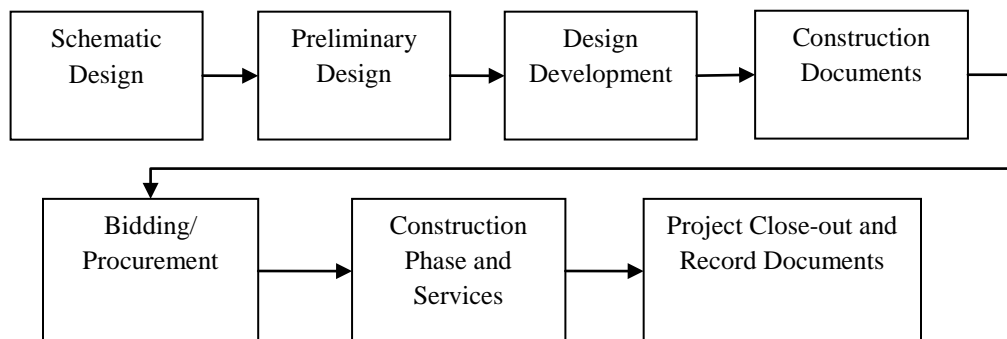 Schematic
Design
Preliminary
Design
Design
Development
Construction
Documents
Bidding/
Procurement
Construction
Phase and
Services
Project Close-out and
Record Documents